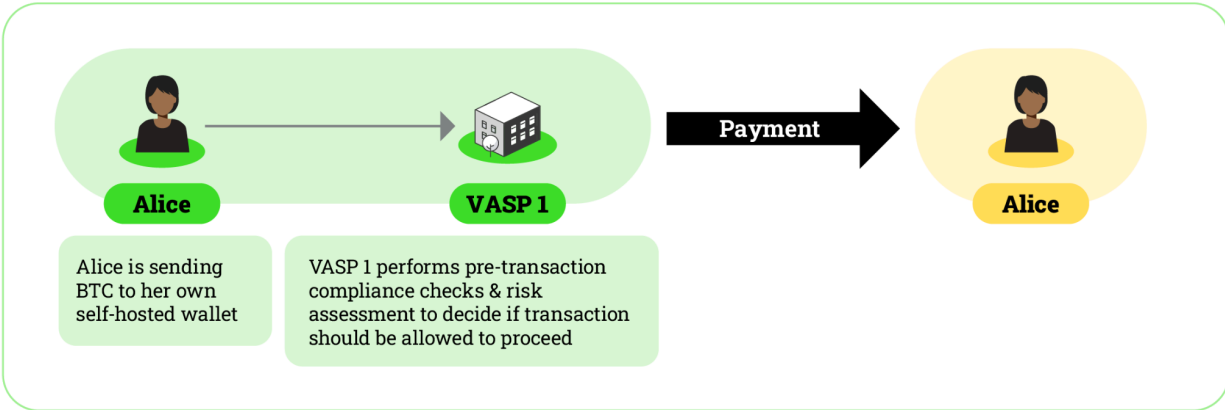 Payment
Alice
VASP 1
Alice
Alice is sending
BTC to her own
self-hosted wallet
VASP 1 performs pre-transaction
compliance checks & risk
assessment to decide if transaction
should be allowed to proceed